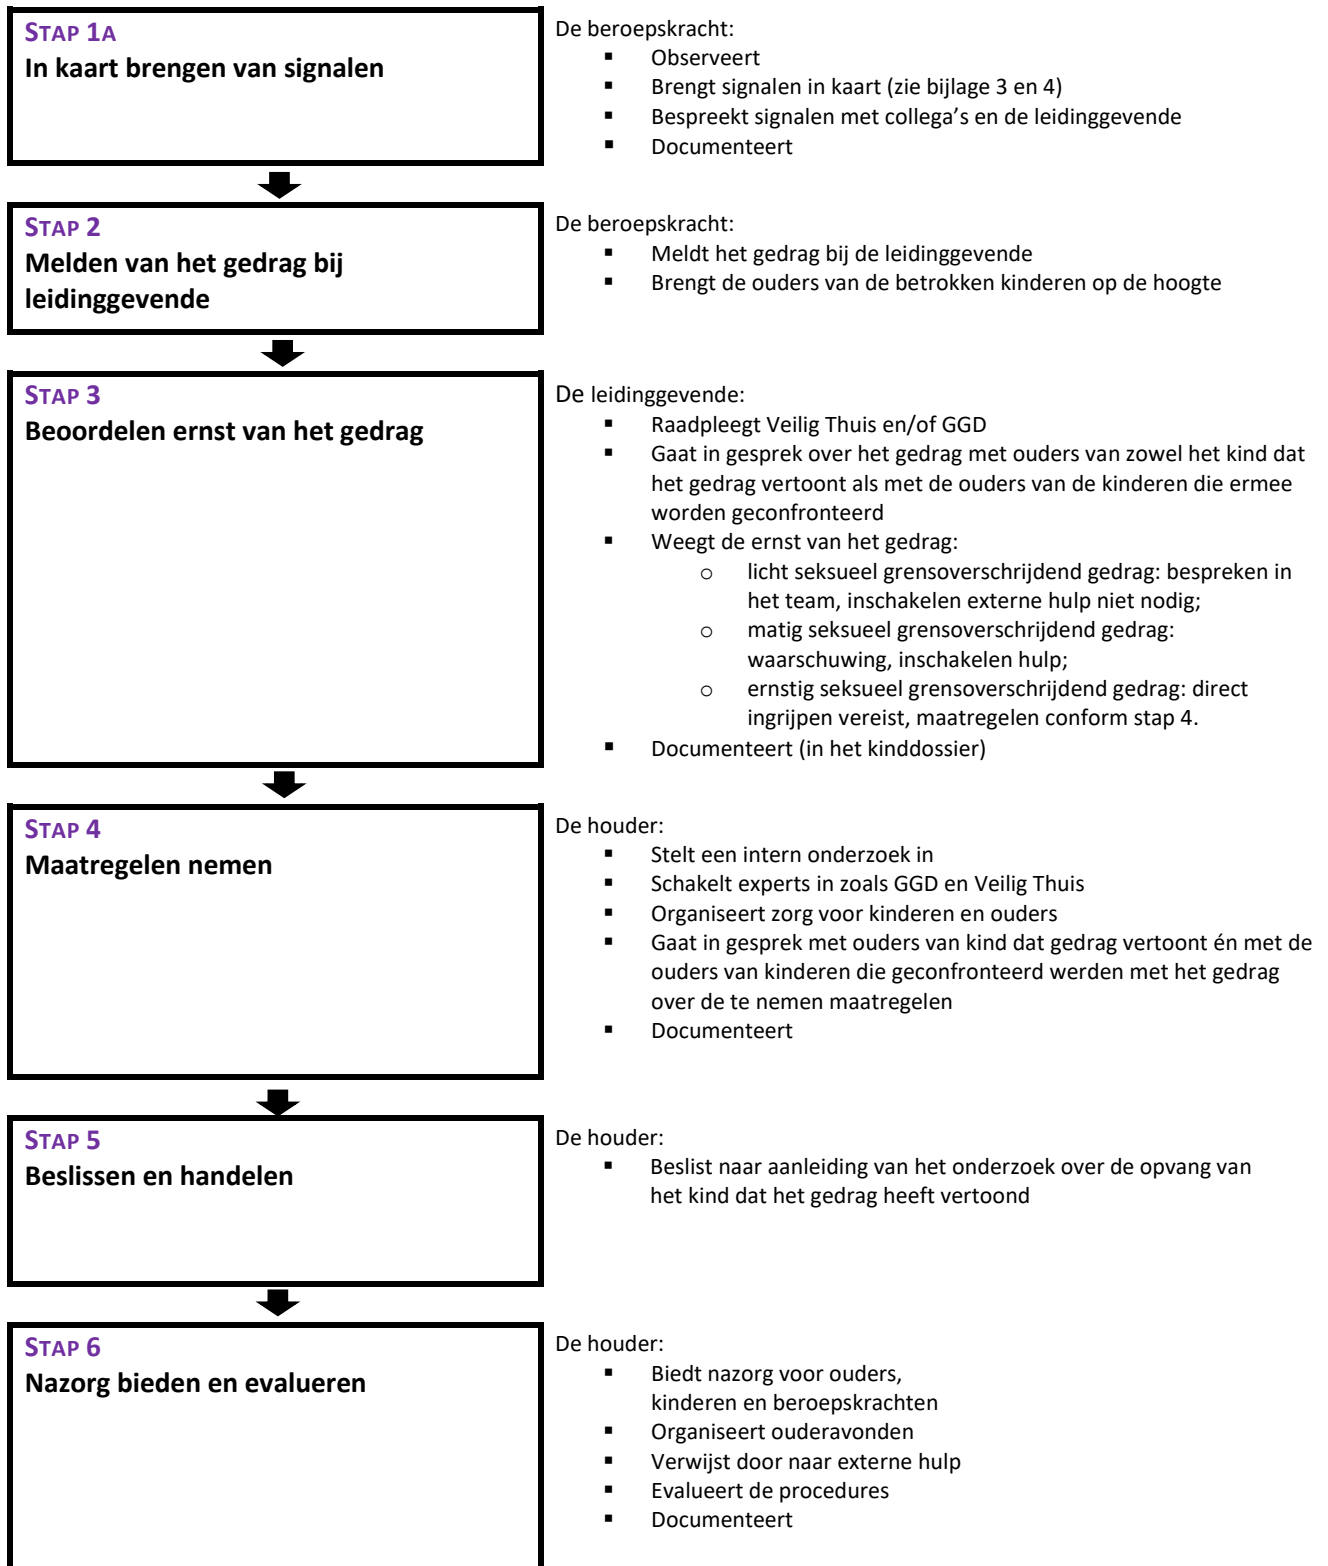 STAP 1A
In kaart brengen van signalen
De beroepskracht:
▪ Observeert
▪ Brengt signalen in kaart (zie bijlage 3 en 4)
▪ Bespreekt signalen met collega’s en de leidinggevende
▪ Documenteert
STAP 2
Melden van het gedrag bij
leidinggevende
De beroepskracht:
▪ Meldt het gedrag bij de leidinggevende
▪ Brengt de ouders van de betrokken kinderen op de hoogte
STAP 3
Beoordelen ernst van het gedrag
De leidinggevende:
▪ Raadpleegt Veilig Thuis en/of GGD
▪ Gaat in gesprek over het gedrag met ouders van zowel het kind dat
het gedrag vertoont als met de ouders van de kinderen die ermee
worden geconfronteerd
▪ Weegt de ernst van het gedrag:
o licht seksueel grensoverschrijdend gedrag: bespreken in
het team, inschakelen externe hulp niet nodig;
o matig seksueel grensoverschrijdend gedrag:
waarschuwing, inschakelen hulp;
o ernstig seksueel grensoverschrijdend gedrag: direct
ingrijpen vereist, maatregelen conform stap 4.
▪ Documenteert (in het kinddossier)
STAP 4
Maatregelen nemen
De houder:
▪ Stelt een intern onderzoek in
▪ Schakelt experts in zoals GGD en Veilig Thuis
▪ Organiseert zorg voor kinderen en ouders
▪ Gaat in gesprek met ouders van kind dat gedrag vertoont én met de
ouders van kinderen die geconfronteerd werden met het gedrag
over de te nemen maatregelen
▪ Documenteert
STAP 5
Beslissen en handelen
De houder:
▪ Beslist naar aanleiding van het onderzoek over de opvang van
het kind dat het gedrag heeft vertoond
STAP 6
Nazorg bieden en evalueren
De houder:
▪ Biedt nazorg voor ouders,
kinderen en beroepskrachten
▪ Organiseert ouderavonden
▪ Verwijst door naar externe hulp
▪ Evalueert de procedures
▪ Documenteert